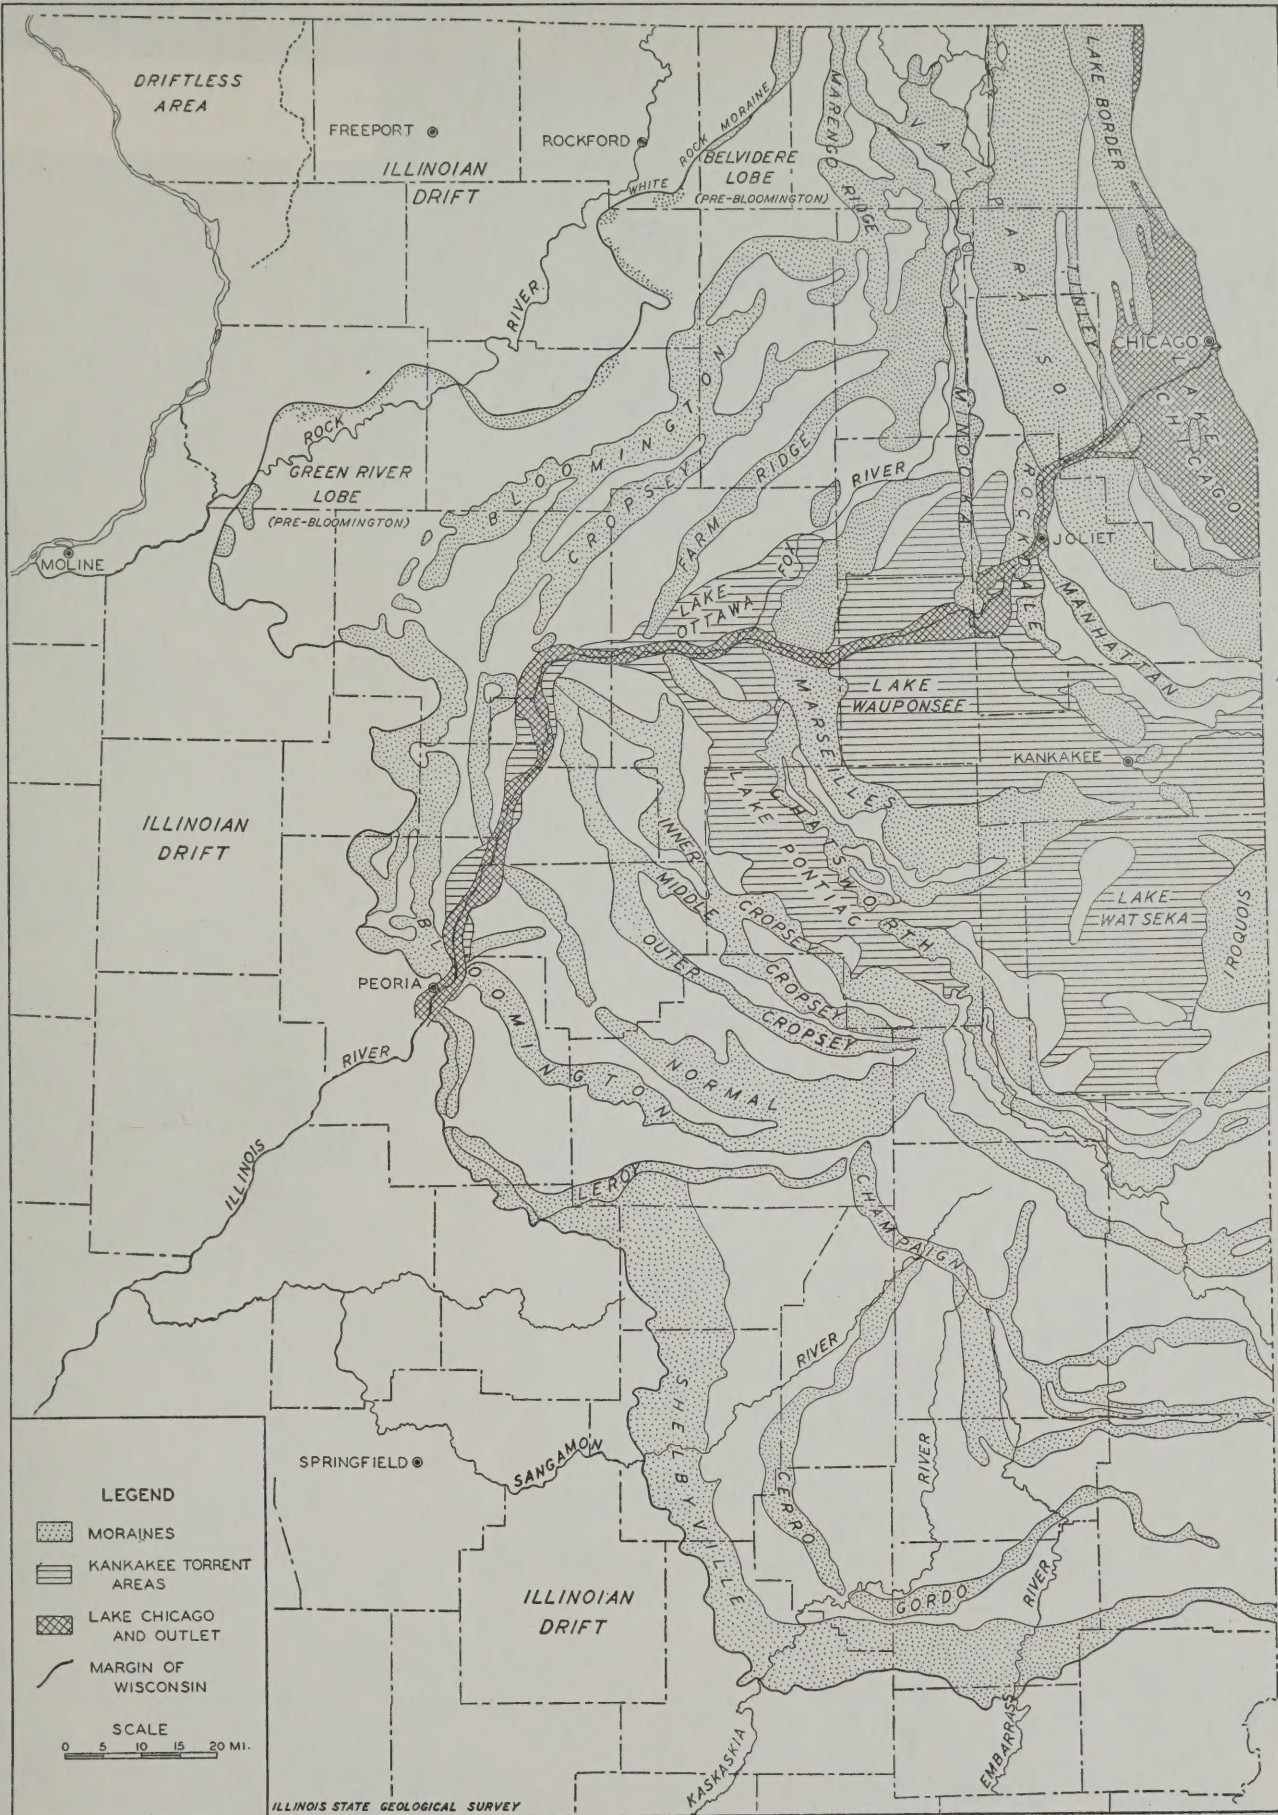 DRIFTLESS
AREA
FREEPORT
ROCKFORD
ILLINOIAN
DRIFT
WHITE ROCK MORAINE
BELVIDERE
LOBE
(PRE-BLOOMINGTON)
MARENGO RIDGE
VALPARAISO
LAKE BORDER
TINLEY
CHICAGO
LAKE CHICAGO
ROCK RIVER
GREEN RIVER
LOBE
(PRE-BLOOMINGTON)
MOLINE
BLOOMINGTON
CROPSEY
FARM RIDGE
FOX RIVER
MINOOKA
ROCKDALE
JOLIET
MANHATTAN
LAKE
OTTAWA
LAKE
WAUPONSEE
MARSEILLES
KANKAKEE
ILLINOIAN
DRIFT
LAKE
PONTIAC
CHATSWORTH
INNER CROPSEY
MIDDLE CROPSEY
OUTER CROPSEY
LAKE
WATSEKA
IROQUOIS
PEORIA
BLOOMINGTON
NORMAL
ILLINOIS RIVER
LEROY
CHAMPAIGN
SHELBYVILLE
RIVER
SANGAMON
SPRINGFIELD
CERRO
GORDO
RIVER
RIVER
ILLINOIAN
DRIFT
KASKASKIA
EMBARRASS
LEGEND
MORAINES
KANKAKEE TORRENT
AREAS
LAKE CHICAGO
AND OUTLET
MARGIN OF
WISCONSIN
SCALE
0 5 10 15 20 MI.
ILLINOIS STATE GEOLOGICAL SURVEY